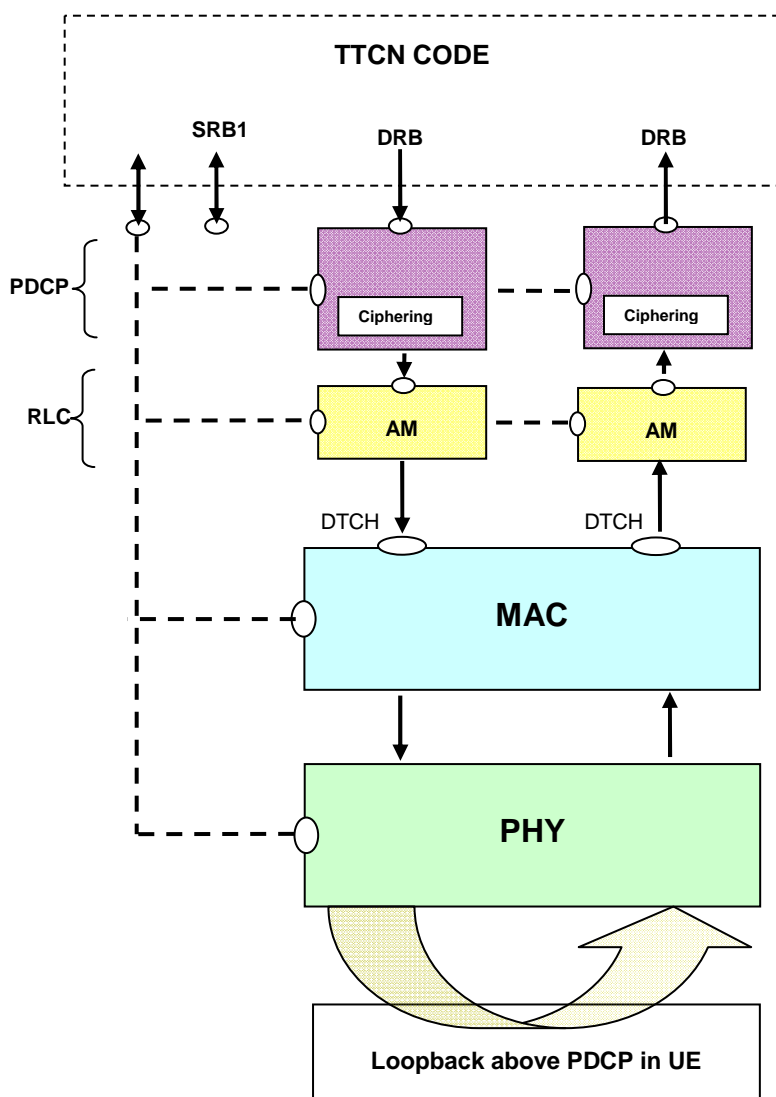 TTCN CODE
SRB1
DRB
DRB
PDCP
Ciphering
Ciphering
RLC
AM
AM
DTCH
DTCH
MAC
PHY
Loopback above PDCP in UE